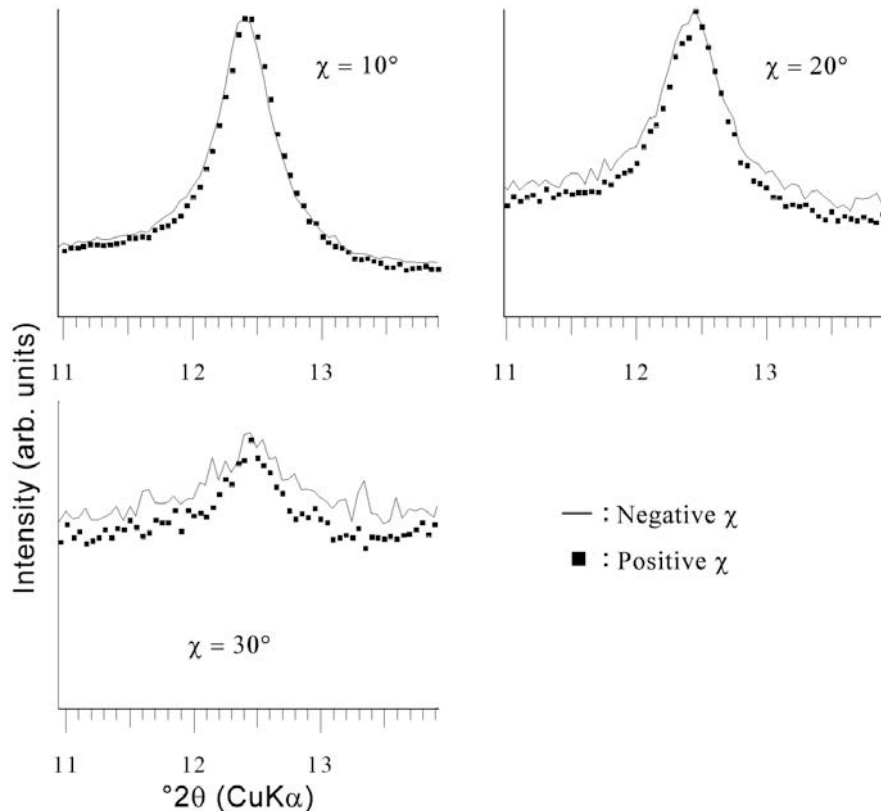 χ = 10°
11 12 13
χ = 20°
11 12 13
Intensity (arb. units)
χ = 30°
11 12 13
°2θ (CuKα)
— : Negative χ
■ : Positive χ